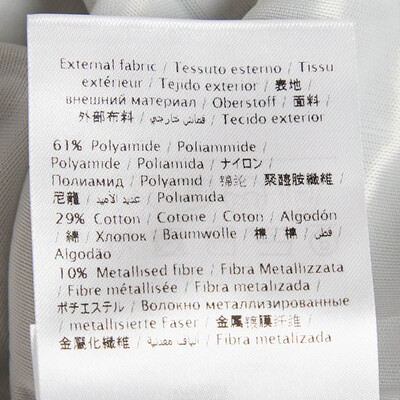 External fabric / Tessuto esterno / Tissu
extérieur / Tejido exterior / 表地 /
внешний материал / Oberstoff / 面料 /
外部布料 / قماش خارجي / Tecido exterior
61% Polyamide / Poliammide /
Polyamide / Poliamida / ナイロン /
Полиамид / Polyamid / 锦纶 / 聚醯胺纖維 /
尼龍 / عديد الأميد / Poliamida
29% Cotton / Cotone / Coton / Algodón
/ 綿 / Хлопок / Baumwolle / 棉 / 棉 / قطن /
Algodão
10% Metallised fibre / Fibra Metallizzata
/ Fibre métallisée / Fibra metalizada /
ポチエステル / Волокно металлизированные
/ metallisierte Faser / 金属镀膜纤维 /
金屬化纖維 / ألياف معدنية / Fibra metalizada